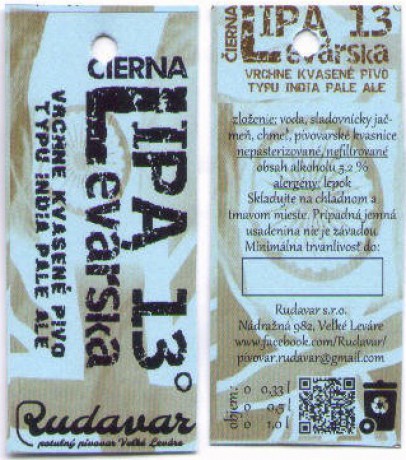 ČIERNA
LIPA 13°
Levárska
VRCHNE KVASENÉ PIVO
TYPU INDIA PALE ALE
Rudavar
potulný pivovar Veľké Leváre
ČIERNA
LIPA 13°
Levárska
VRCHNE KVASENÉ PIVO
TYPU INDIA PALE ALE
zloženie: voda, sladovnícky jač-
meň, chmeľ, pivovarské kvasnice
nepasterizované, nefiltrované
obsah alkoholu 5,2 %
alergény: lepok
Skladujte na chladnom a
tmavom mieste. Prípadná jemná
usadenina nie je závadou.
Minimálna trvanlivosť do:
Rudavar s.r.o.
Nádražná 982, Veľké Leváre
www.facebook.com/Rudavar/
pivovar.rudavar@gmail.com
objem:
o 0,33 l
o 0,5 l
o 1,0 l